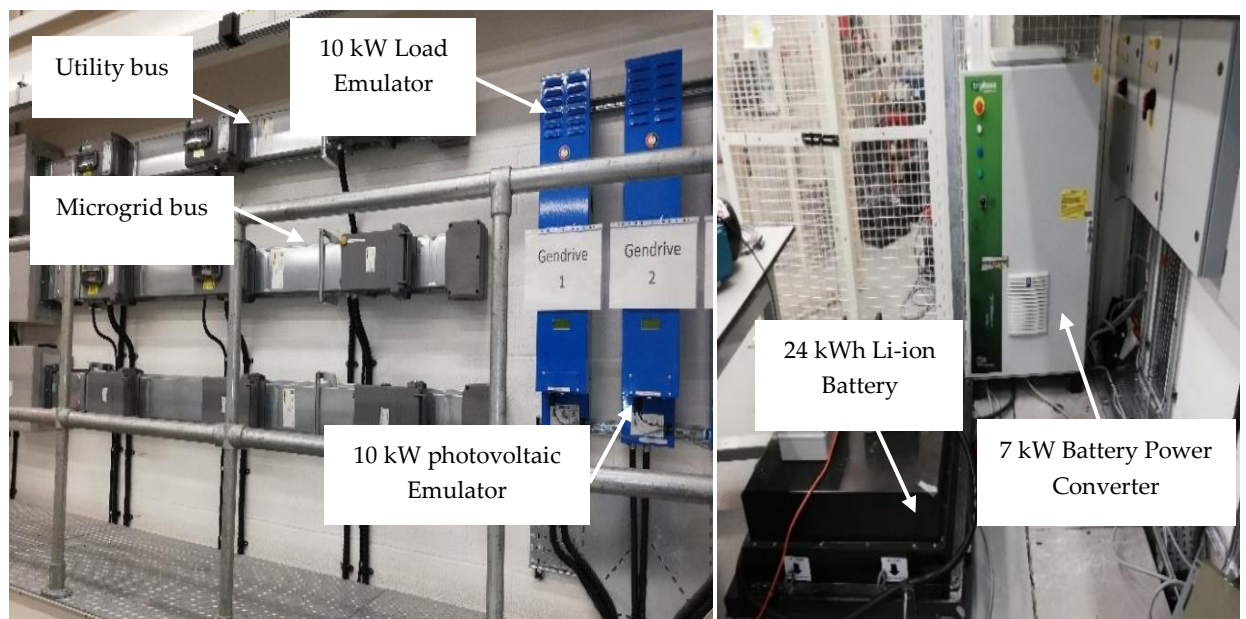 Utility bus
10 kW Load
Emulator
Microgrid bus
Gendrive
1
Gendrive
2
10 kW photovoltaic
Emulator
24 kWh Li-ion
Battery
7 kW Battery Power
Converter